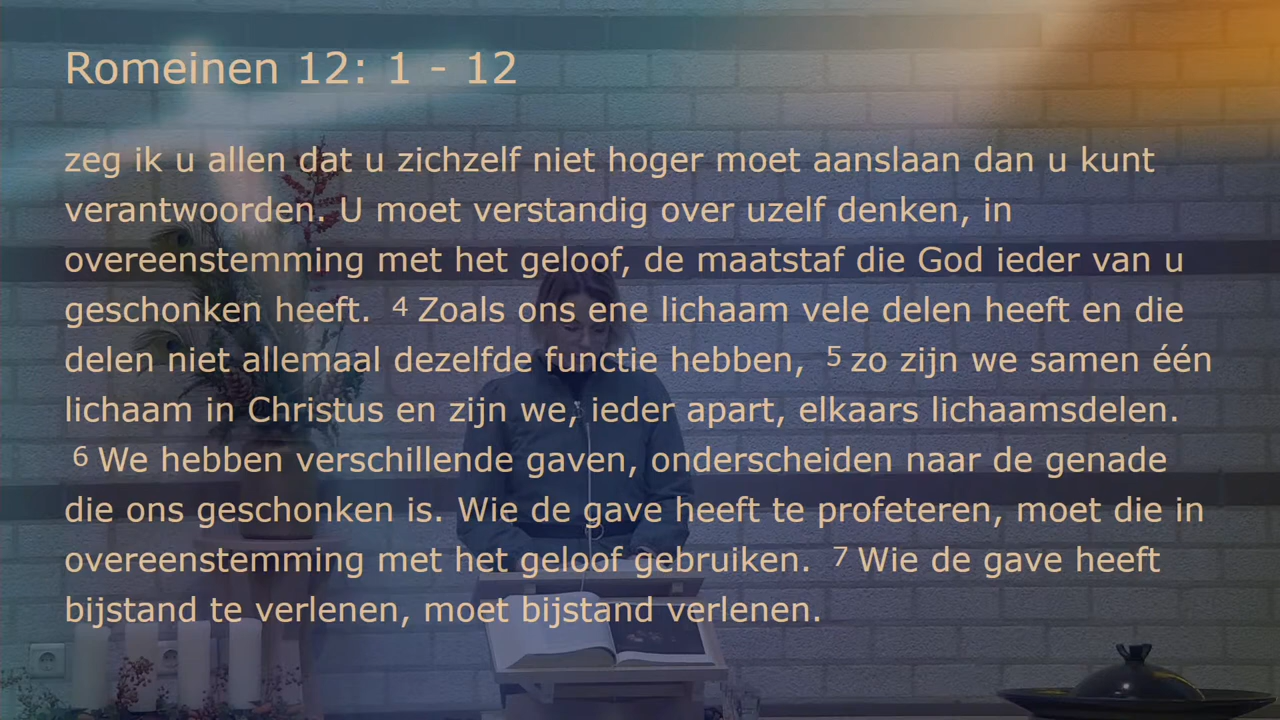 Romeinen 12: 1 - 12
zeg ik u allen dat u zichzelf niet hoger moet aanslaan dan u kunt
verantwoorden. U moet verstandig over uzelf denken, in
overeenstemming met het geloof, de maatstaf die God ieder van u
geschonken heeft. 4 Zoals ons ene lichaam vele delen heeft en die
delen niet allemaal dezelfde functie hebben, 5 zo zijn we samen één
lichaam in Christus en zijn we, ieder apart, elkaars lichaamsdelen.
6 We hebben verschillende gaven, onderscheiden naar de genade
die ons geschonken is. Wie de gave heeft te profeteren, moet die in
overeenstemming met het geloof gebruiken. 7 Wie de gave heeft
bijstand te verlenen, moet bijstand verlenen.